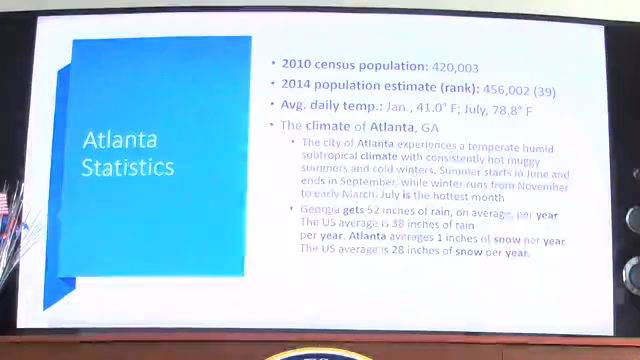 Atlanta
Statistics
• 2010 census population: 420,003
• 2014 population estimate (rank): 456,002 (39)
• Avg. daily temp.: Jan., 41.0° F; July, 78.8° F
• The climate of Atlanta, GA
• The city of Atlanta experiences a temperate humid
subtropical climate with consistently hot muggy
summers and cold winters. Summer starts in June and
ends in September, while winter runs from November
to early March. July is the hottest month
• Georgia gets 52 inches of rain, on average, per year.
The US average is 38 inches of rain
per year. Atlanta averages 1 inches of snow per year.
The US average is 28 inches of snow per year.